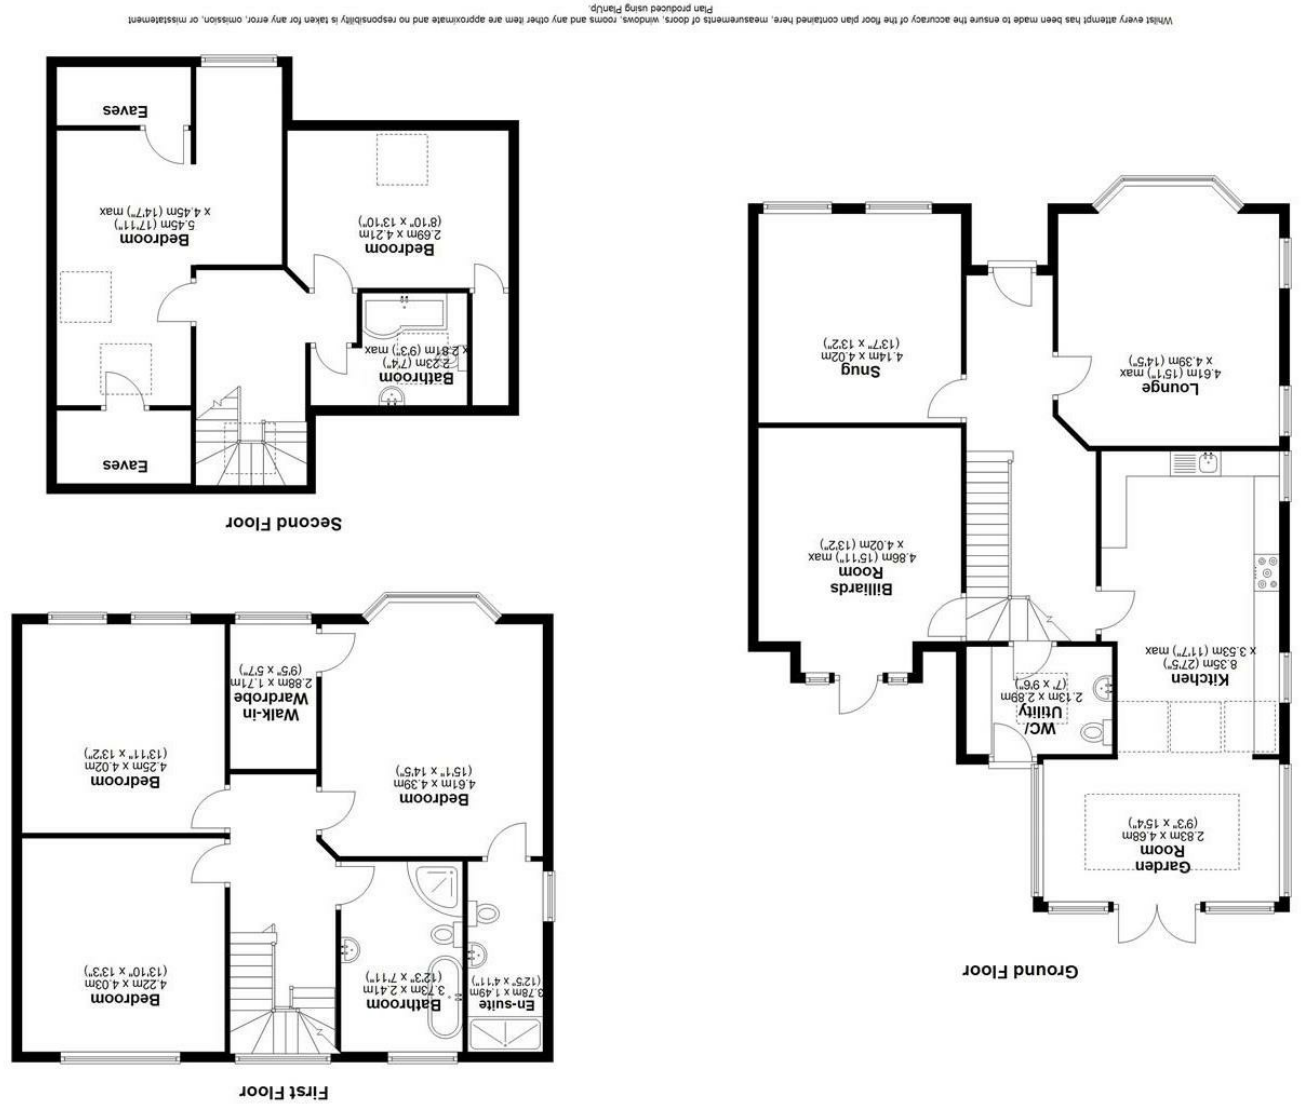 Ground Floor
Garden
Room
2.83m x 4.68m
(9'3" x 15'4")
Kitchen
8.35m (27'5")
x 3.53m (11'7") max
WC/
Utility
2.13m x 2.89m
(7' x 9'6")
Billiards
Room
4.86m (15'11") max
x 4.02m (13'2")
Lounge
4.61m (15'1") max
x 4.39m (14'5")
Snug
4.14m x 4.02m
(13'7" x 13'2")
First Floor
En-suite
3.78m x 1.49m
(12'5" x 4'11")
Bathroom
3.73m x 2.41m
(12'3" x 7'11")
Bedroom
4.22m x 4.03m
(13'10" x 13'3")
Bedroom
4.61m x 4.39m
(15'1" x 14'5")
Bedroom
4.25m x 4.02m
(13'11" x 13'2")
Walk-in
Wardrobe
2.88m x 1.71m
(9'5" x 5'7")
Second Floor
Eaves
Bathroom
2.23m (7'4")
x 2.81m (9'3") max
Bedroom
2.69m x 4.21m
(8'10" x 13'10")
Bedroom
5.45m (17'11")
x 4.45m (14'7") max
Eaves
Whilst every attempt has been made to ensure the accuracy of the floor plan contained here, measurements of doors, windows, rooms and any other item are approximate and no responsibility is taken for any error, omission, or misstatement
Plan produced using PlanUp.